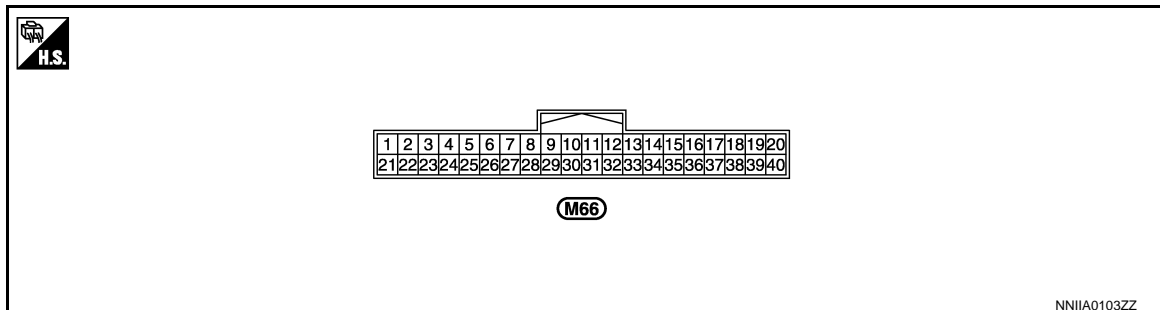 H.S.
1 2 3 4 5 6 7 8 9 10 11 12 13 14 15 16 17 18 19 20
21 22 23 24 25 26 27 28 29 30 31 32 33 34 35 36 37 38 39 40
M66
NNIIA0103ZZ